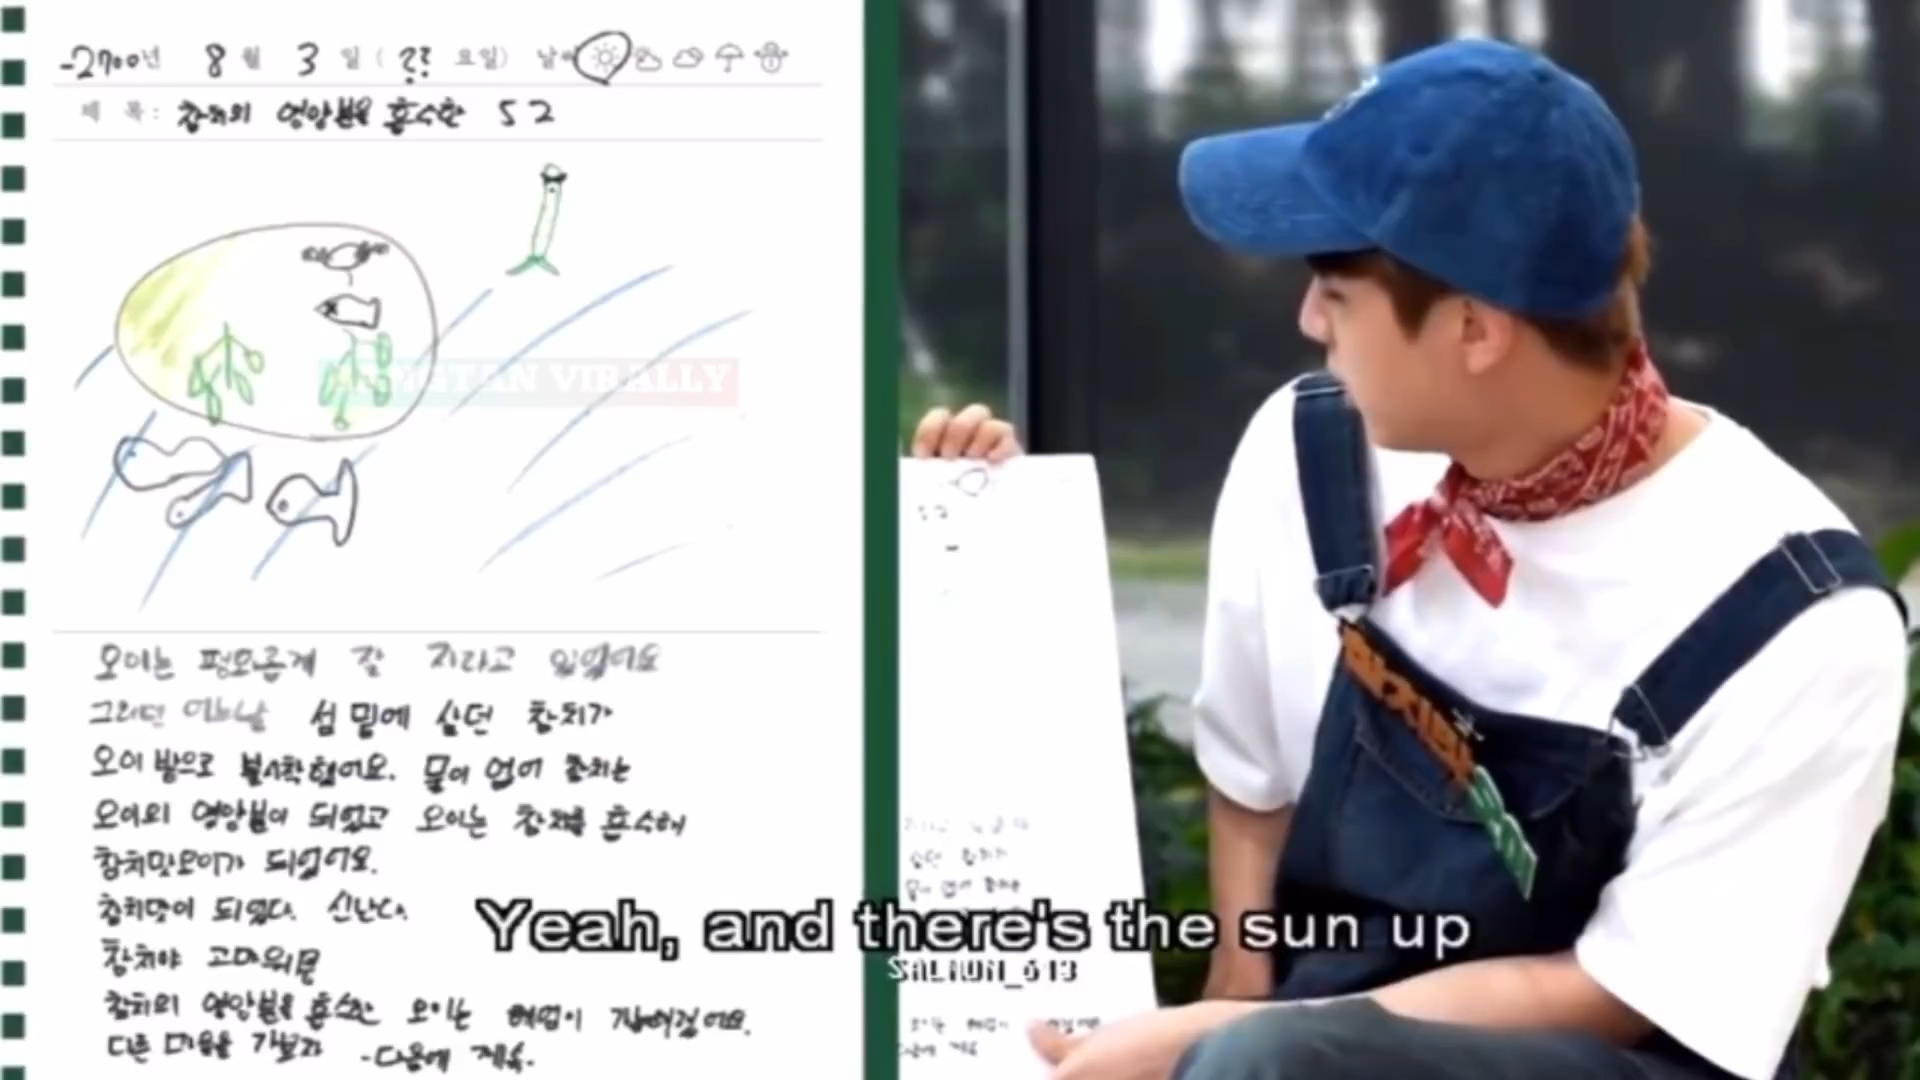 -2700년 8월 3일 (??요일) 날
제 목: 참치의 영양분을 흡수한 52
BANGTAN VIRALLY
오이는 평화롭게 잘 자라고 있었어요
그러던 어느날 섬 밑에 살던 참치가
오이 밭으로 불시착했어요. 물이 없어 참치는
오이의 영양분이 되었고 오이는 참치를 흡수해
참치맛오이가 되었어요.
참치맛이 되었다. 신난다.
참치야 고마워
참치의 영양분을 흡수한 오이는 헤엄이 가능해졌어요.
다른 마을을 가보자 -다음에 계속-
52
Yeah, and there's the sun up